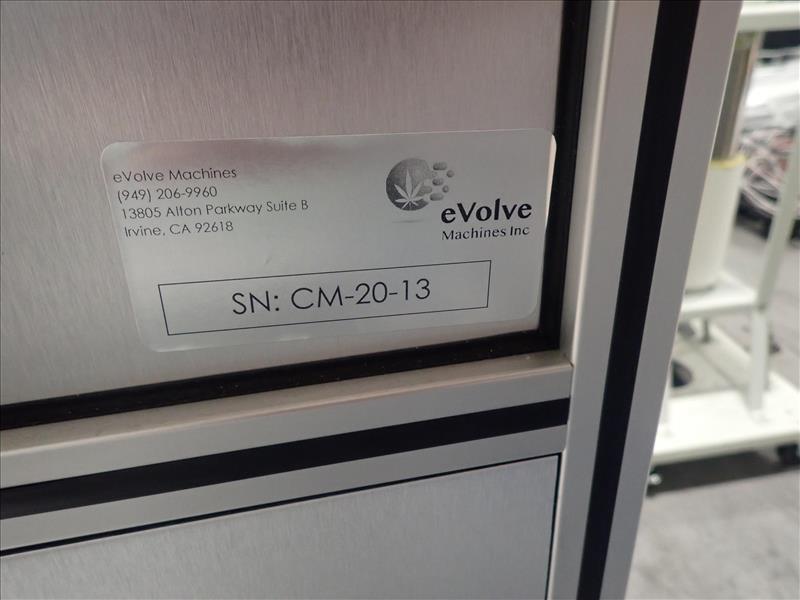 eVolve Machines
(949) 206-9960
13805 Alton Parkway Suite B
Irvine, CA 92618
eVolve
Machines Inc
SN: CM-20-13